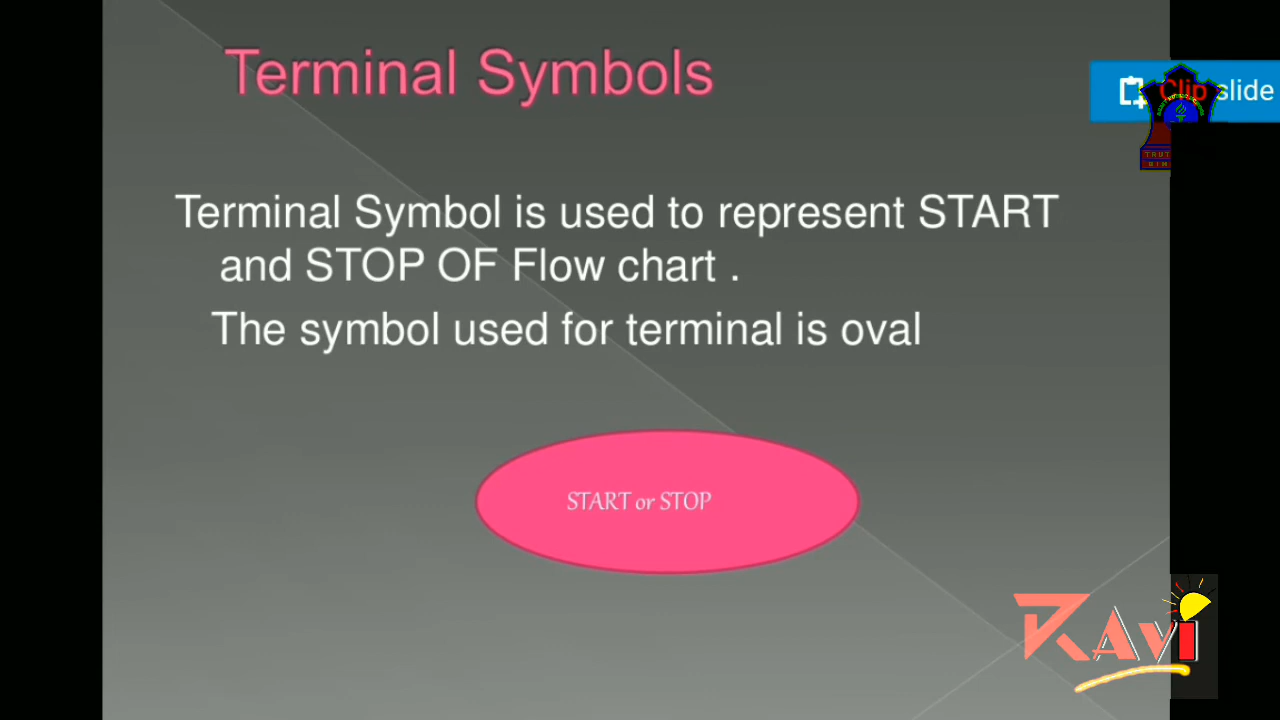 Terminal Symbols
Clip slide
Terminal Symbol is used to represent START
and STOP OF Flow chart .
The symbol used for terminal is oval
START or STOP
RAVi